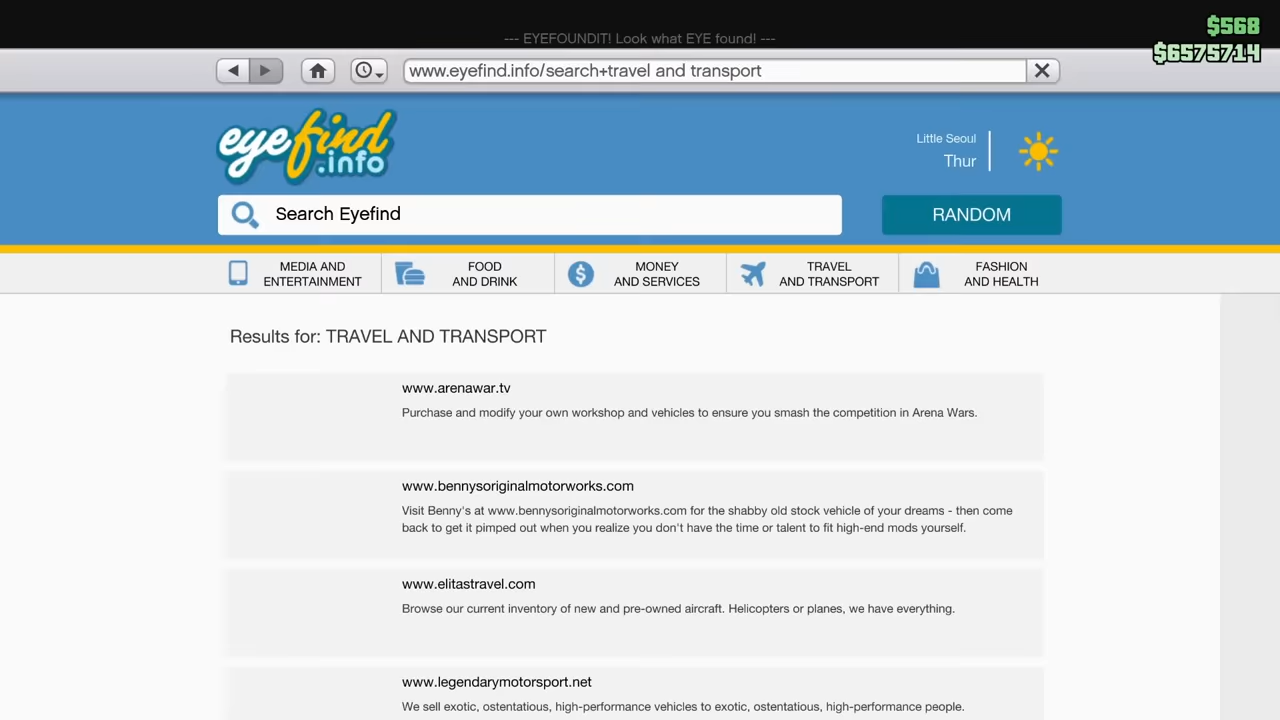 --- EYEFOUNDIT! Look what EYE found! ---
$568
$6575714
www.eyefind.info/search+travel and transport
eyefind
.info
Little Seoul
Thur
Search Eyefind
RANDOM
MEDIA AND
ENTERTAINMENT
FOOD
AND DRINK
MONEY
AND SERVICES
TRAVEL
AND TRANSPORT
FASHION
AND HEALTH
Results for: TRAVEL AND TRANSPORT
www.arenawar.tv
Purchase and modify your own workshop and vehicles to ensure you smash the competition in Arena Wars.
www.bennysoriginalmotorworks.com
Visit Benny's at www.bennysoriginalmotorworks.com for the shabby old stock vehicle of your dreams - then come
back to get it pimped out when you realize you don't have the time or talent to fit high-end mods yourself.
www.elitastravel.com
Browse our current inventory of new and pre-owned aircraft. Helicopters or planes, we have everything.
www.legendarymotorsport.net
We sell exotic, ostentatious, high-performance vehicles to exotic, ostentatious, high-performance people.